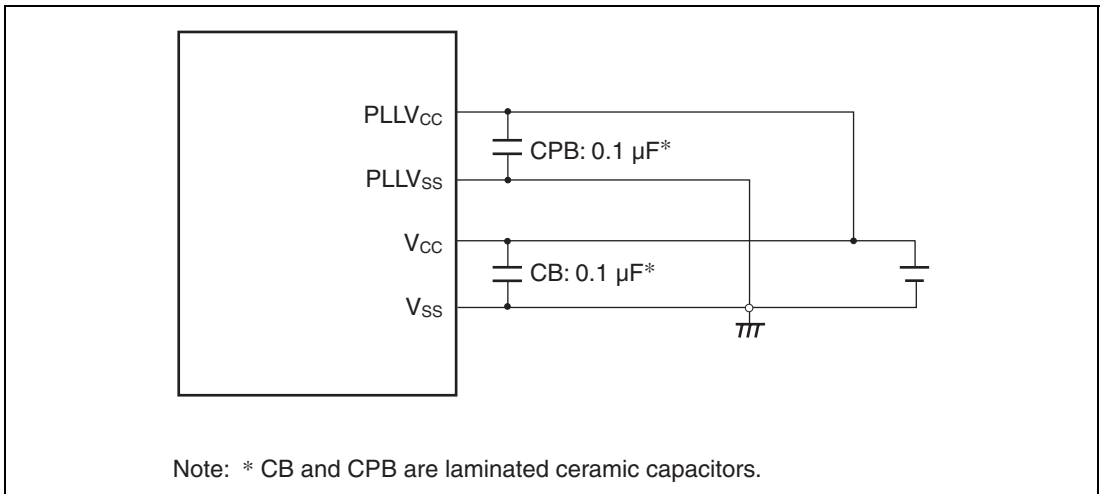 PLLVCC
CPB: 0.1 µF*
PLLVSS
VCC
CB: 0.1 µF*
VSS
Note: * CB and CPB are laminated ceramic capacitors.